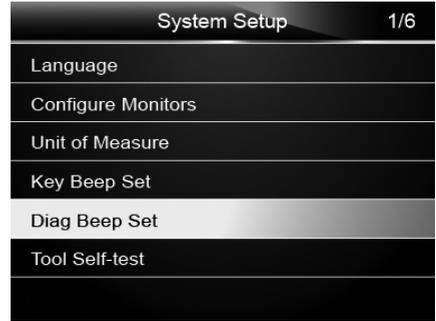 System Setup 1/6
Language
Configure Monitors
Unit of Measure
Key Beep Set
Diag Beep Set
Tool Self-test